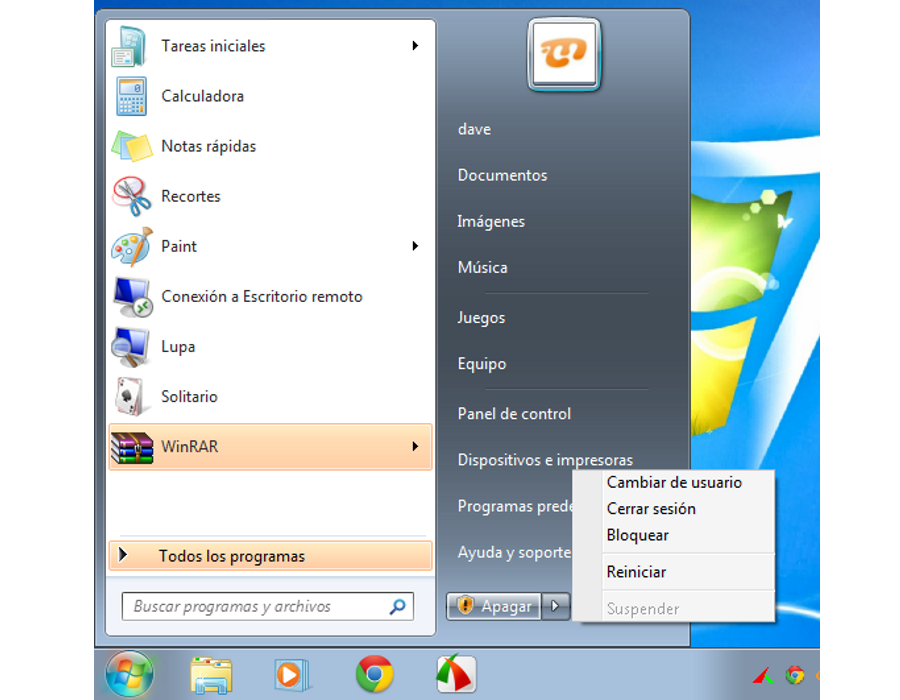 Tareas iniciales
Calculadora
Notas rápidas
Recortes
Paint
Conexión a Escritorio remoto
Lupa
Solitario
WinRAR
Todos los programas
Buscar programas y archivos
dave
Documentos
Imágenes
Música
Juegos
Equipo
Panel de control
Dispositivos e impresoras
Programas prede
Ayuda y soporte
Apagar
Cambiar de usuario
Cerrar sesión
Bloquear
Reiniciar
Suspender